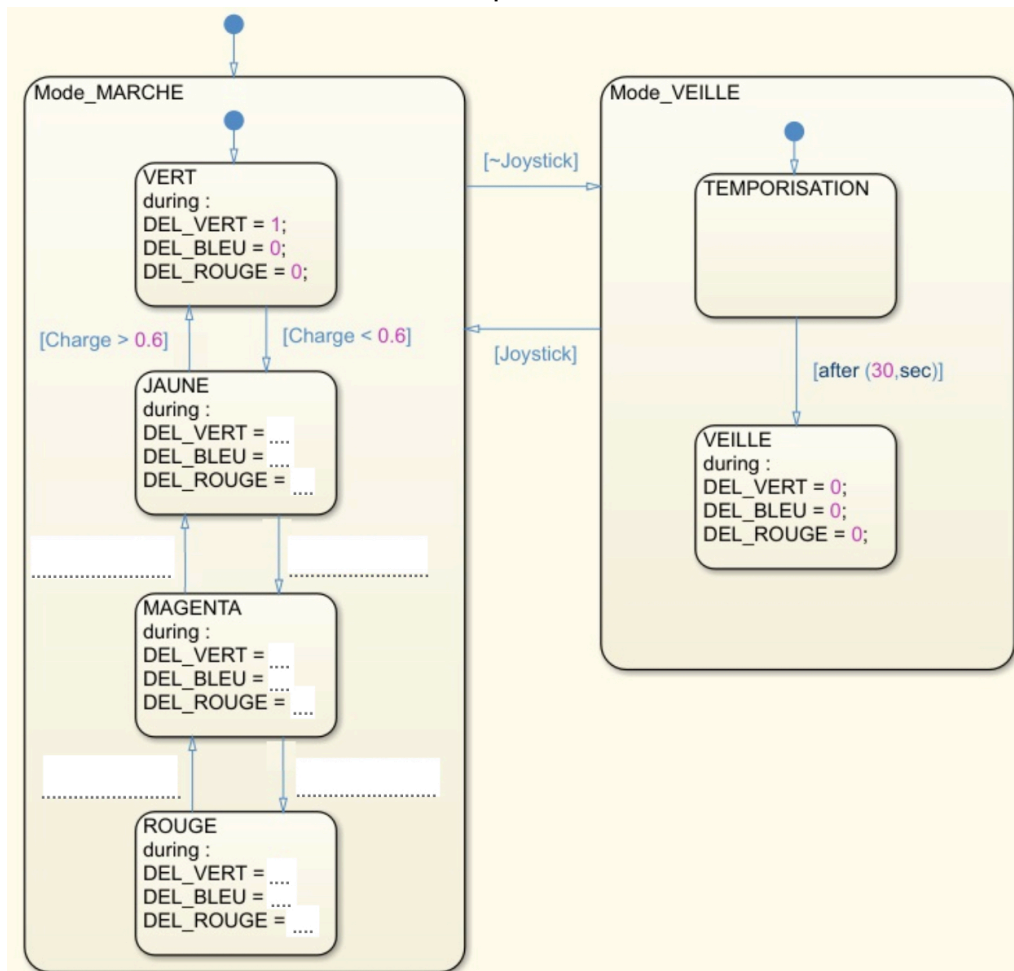 Mode_MARCHE
VERT
during :
DEL_VERT = 1;
DEL_BLEU = 0;
DEL_ROUGE = 0;
[Charge > 0.6]
[Charge < 0.6]
JAUNE
during :
DEL_VERT = ....
DEL_BLEU = ....
DEL_ROUGE = ....
MAGENTA
during :
DEL_VERT = ....
DEL_BLEU = ....
DEL_ROUGE = ....
ROUGE
during :
DEL_VERT = ....
DEL_BLEU = ....
DEL_ROUGE = ....
[~Joystick]
[Joystick]
Mode_VEILLE
TEMPORISATION
[after (30,sec)]
VEILLE
during :
DEL_VERT = 0;
DEL_BLEU = 0;
DEL_ROUGE = 0;